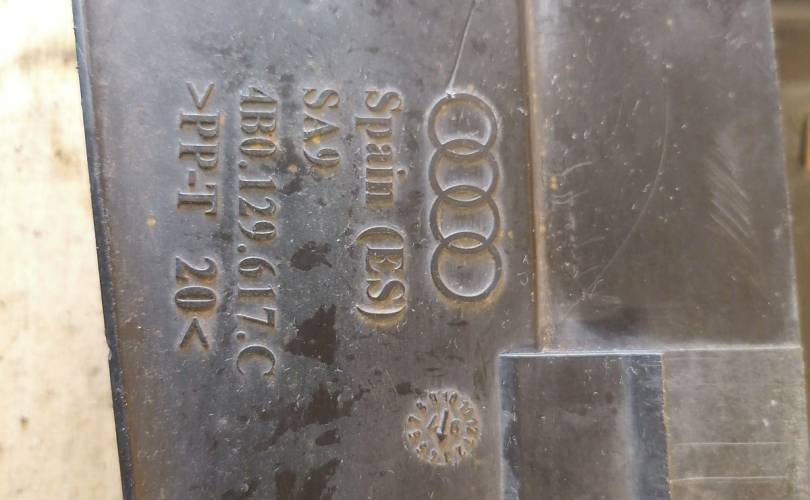 Spain (ES)
SA9
4B0.129.617.C
>PP-T 20<